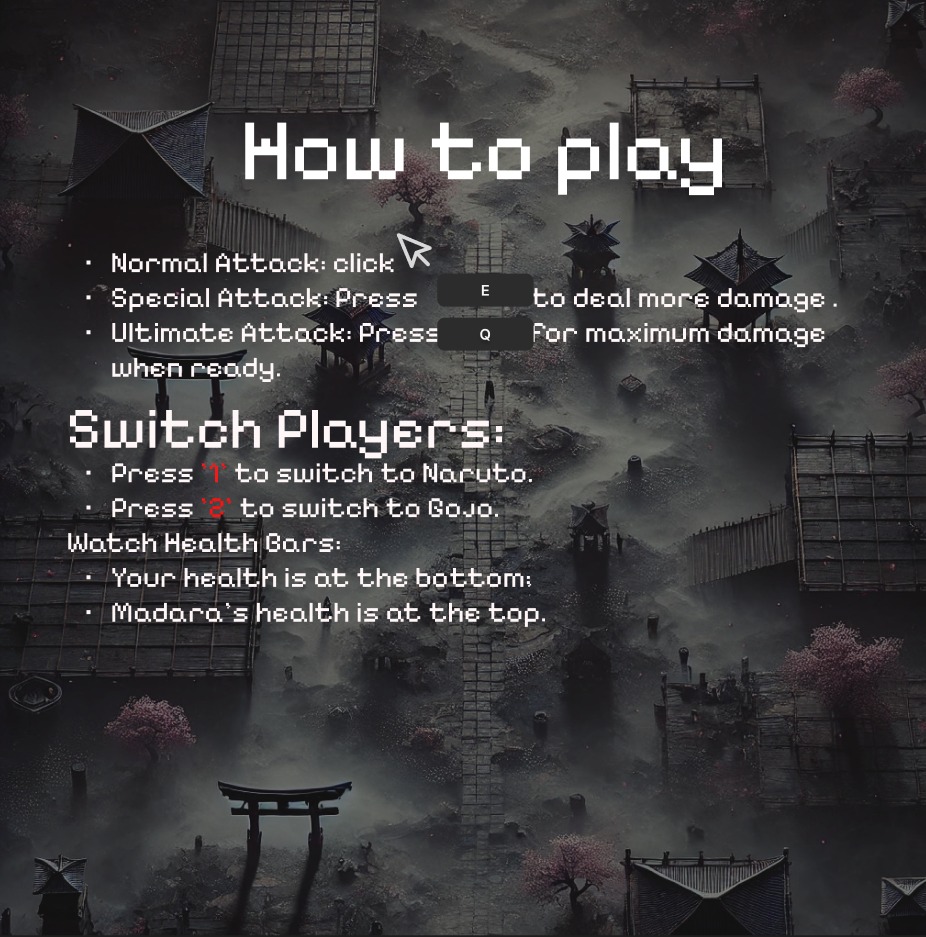 How to play
· Normal Attack: click
· Special Attack: Press E to deal more damage .
· Ultimate Attack: Press Q For maximum damage
when ready.
Switch Players:
· Press '1' to switch to Naruto.
· Press '2' to switch to GoJo.
Watch Health Bars:
· Your health is at the bottom;
· Madara's health is at the top.